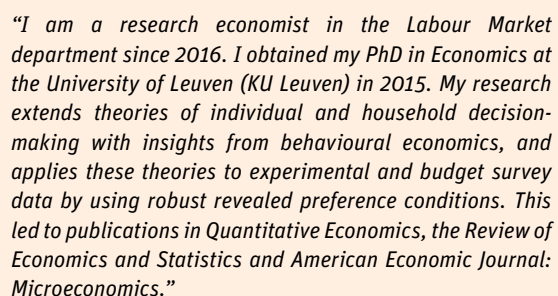 “I am a research economist in the Labour Market
department since 2016. I obtained my PhD in Economics at
the University of Leuven (KU Leuven) in 2015. My research
extends theories of individual and household decision-
making with insights from behavioural economics, and
applies these theories to experimental and budget survey
data by using robust revealed preference conditions. This
led to publications in Quantitative Economics, the Review of
Economics and Statistics and American Economic Journal:
Microeconomics.”